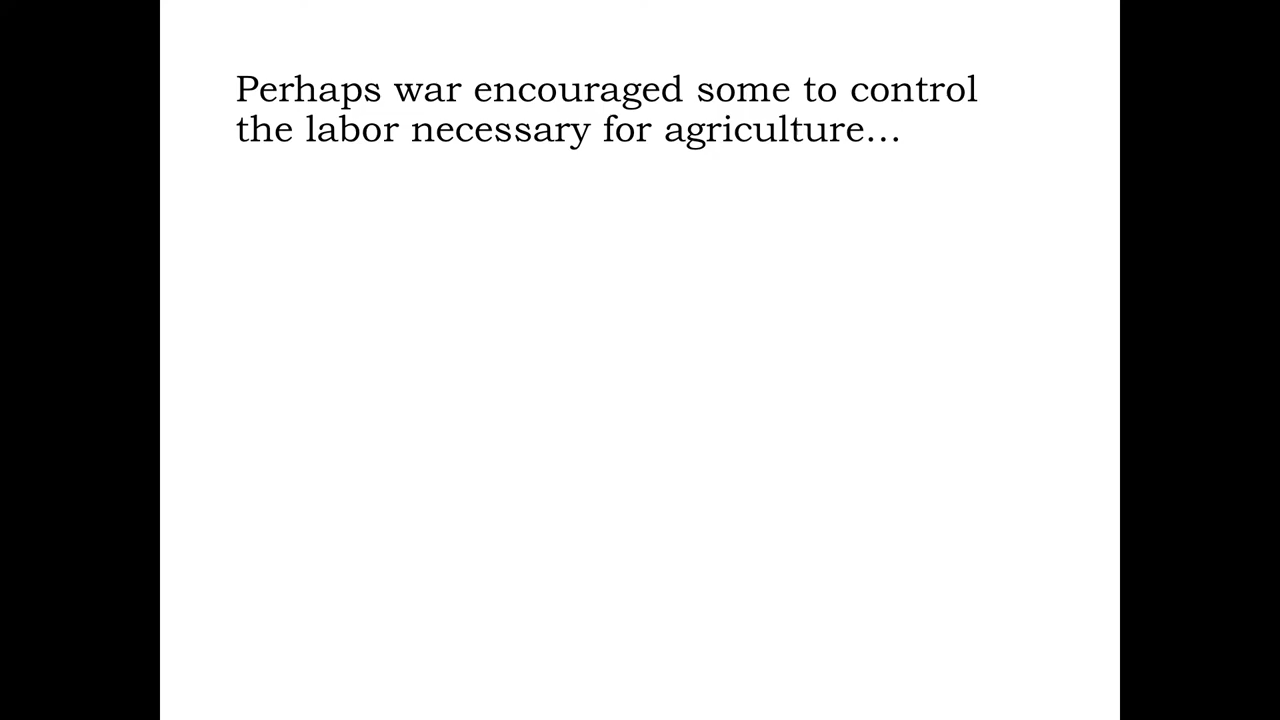 Perhaps war encouraged some to control
the labor necessary for agriculture…